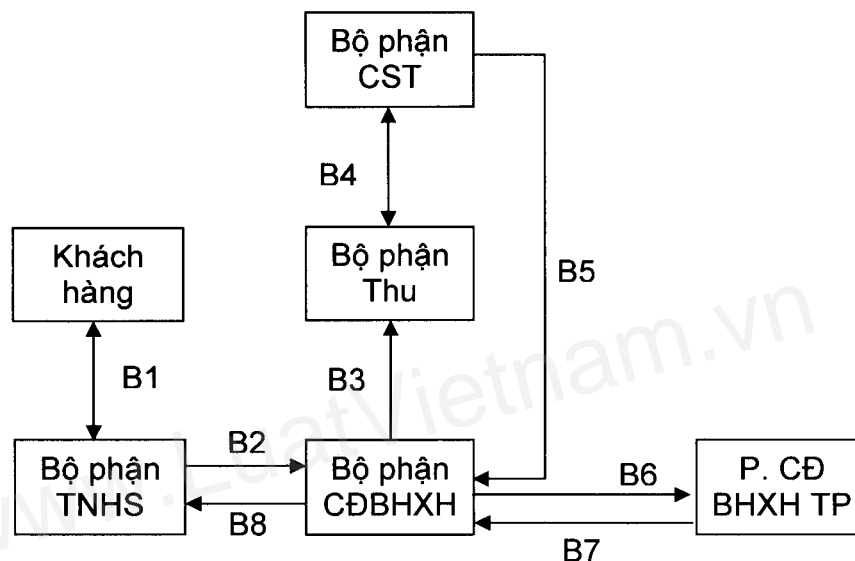 Bộ phận
CST
B4
Khách
hàng
Bộ phận
Thu
B5
B1
B3
Bộ phận
TNHS
B2
B8
Bộ phận
CĐBHXH
B6
B7
P. CĐ
BHXH TP
www.LuatVietnam.vn